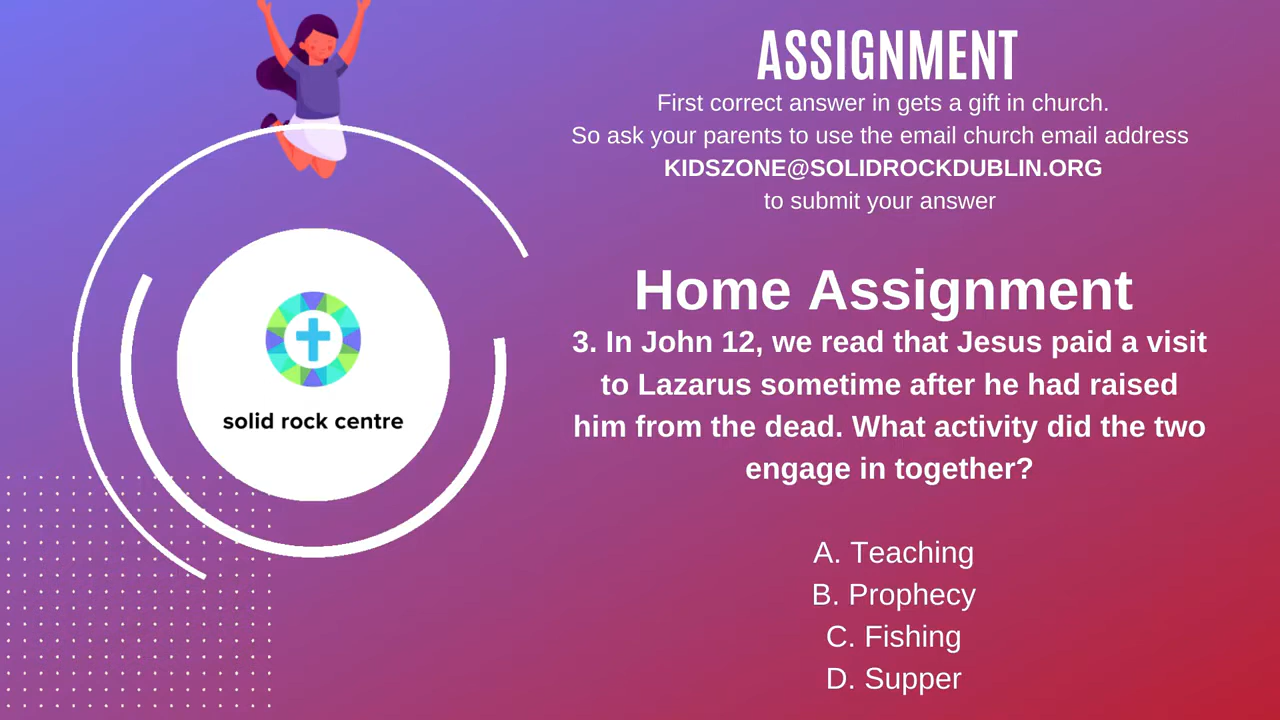 ASSIGNMENT
First correct answer in gets a gift in church.
So ask your parents to use the email church email address
KIDSZONE@SOLIDROCKDUBLIN.ORG
to submit your answer
solid rock centre
Home Assignment
3. In John 12, we read that Jesus paid a visit
to Lazarus sometime after he had raised
him from the dead. What activity did the two
engage in together?
A. Teaching
B. Prophecy
C. Fishing
D. Supper